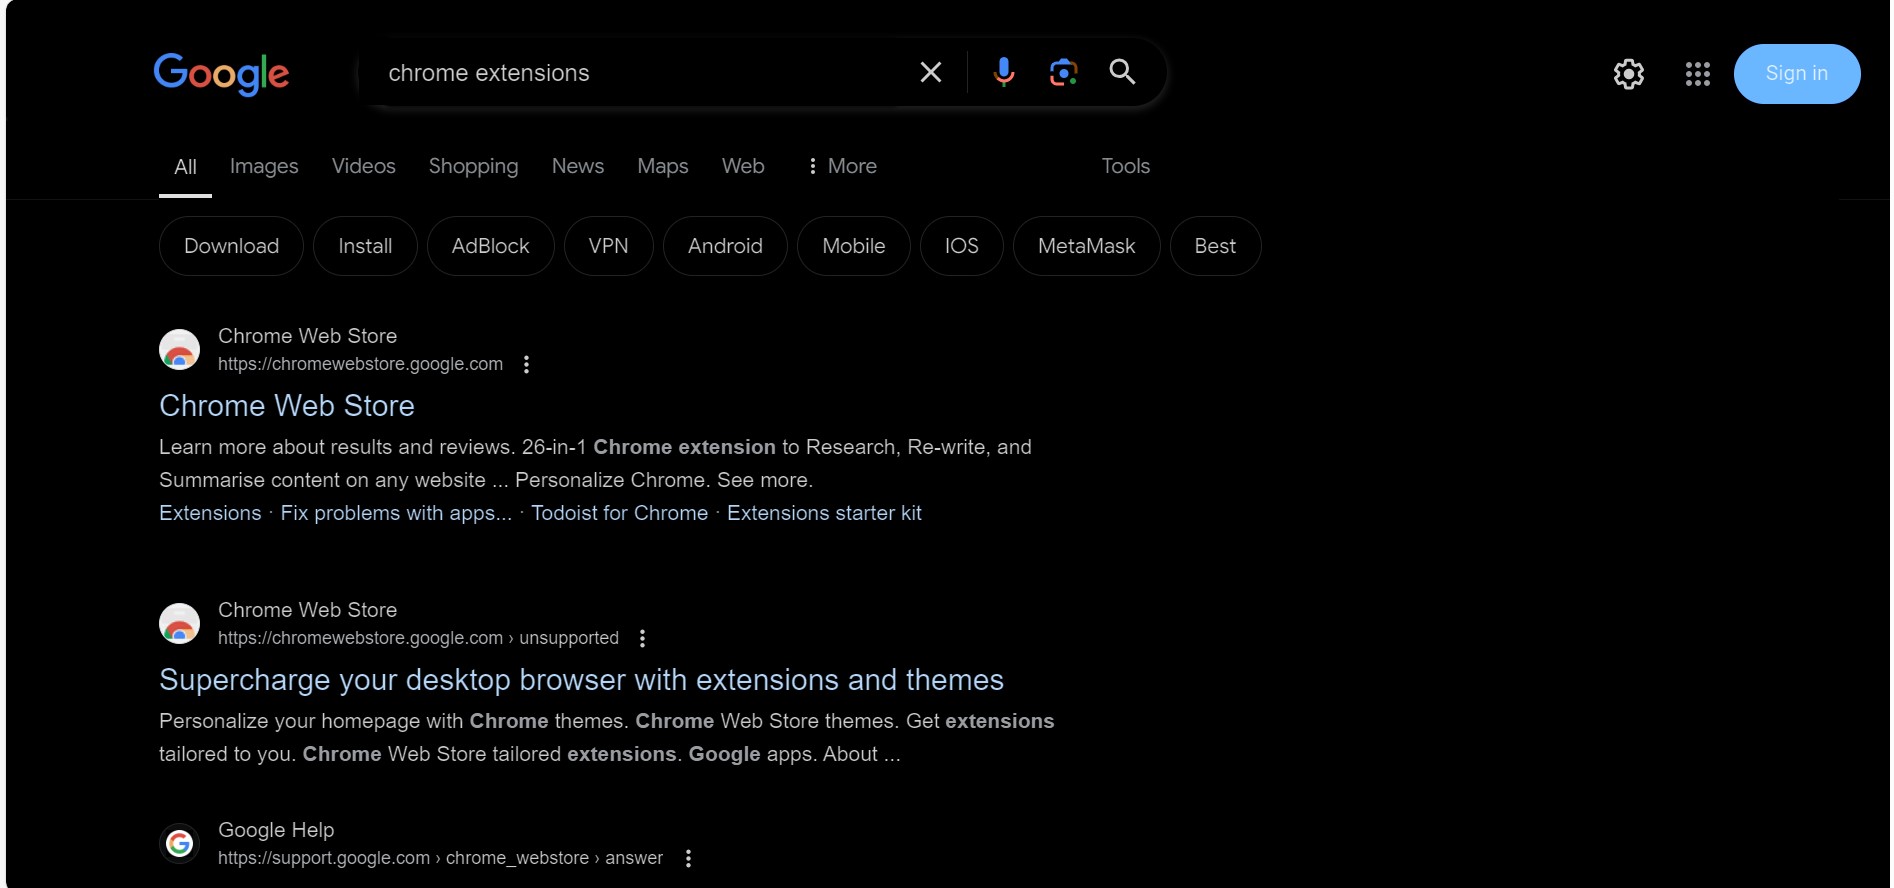 Google
chrome extensions
Sign in
All Images Videos Shopping News Maps Web More Tools
Download Install AdBlock VPN Android Mobile IOS MetaMask Best
Chrome Web Store
https://chromewebstore.google.com
Chrome Web Store
Learn more about results and reviews. 26-in-1 Chrome extension to Research, Re-write, and
Summarise content on any website ... Personalize Chrome. See more.
Extensions · Fix problems with apps... · Todoist for Chrome · Extensions starter kit
Chrome Web Store
https://chromewebstore.google.com › unsupported
Supercharge your desktop browser with extensions and themes
Personalize your homepage with Chrome themes. Chrome Web Store themes. Get extensions
tailored to you. Chrome Web Store tailored extensions. Google apps. About ...
Google Help
https://support.google.com › chrome_webstore › answer